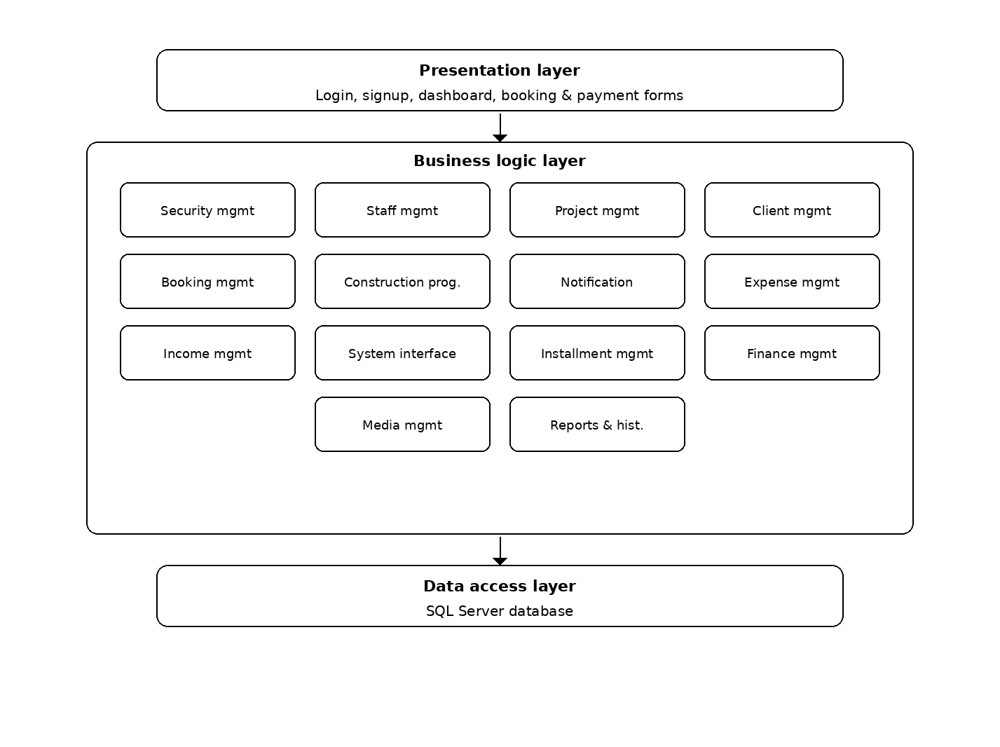 Presentation layer
Login, signup, dashboard, booking & payment forms
Business logic layer
Security mgmt
Staff mgmt
Project mgmt
Client mgmt
Booking mgmt
Construction prog.
Notification
Expense mgmt
Income mgmt
System interface
Installment mgmt
Finance mgmt
Media mgmt
Reports & hist.
Data access layer
SQL Server database